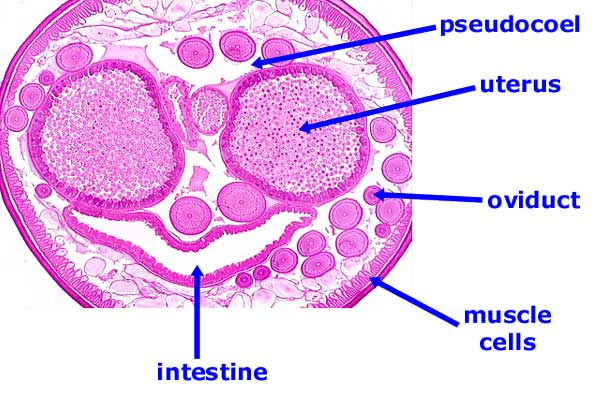 pseudocoel
uterus
oviduct
muscle
cells
intestine